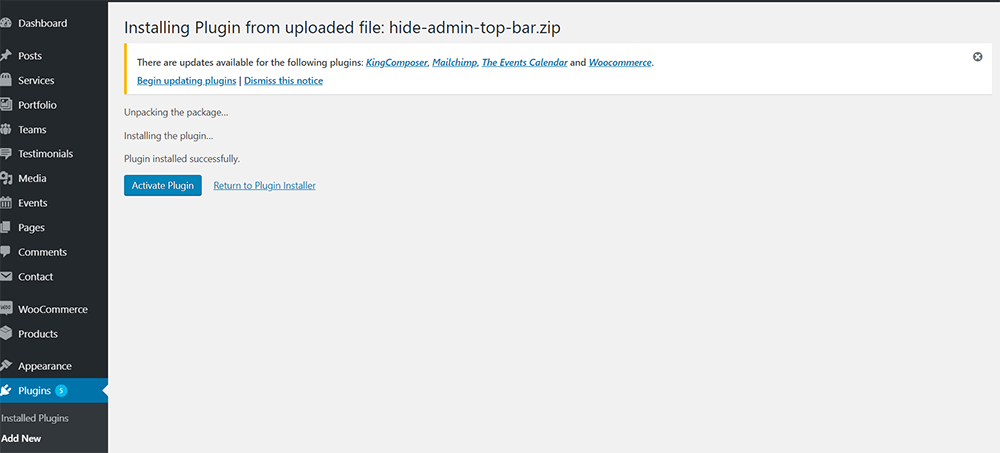 Dashboard
Posts
Services
Portfolio
Teams
Testimonials
Media
Events
Pages
Comments
Contact
WOO WooCommerce
Products
Appearance
Plugins 5
Installed Plugins
Add New
Installing Plugin from uploaded file: hide-admin-top-bar.zip
There are updates available for the following plugins: KingComposer, Mailchimp, The Events Calendar and Woocommerce.
Begin updating plugins | Dismiss this notice
Unpacking the package...
Installing the plugin...
Plugin installed successfully.
Activate Plugin Return to Plugin Installer